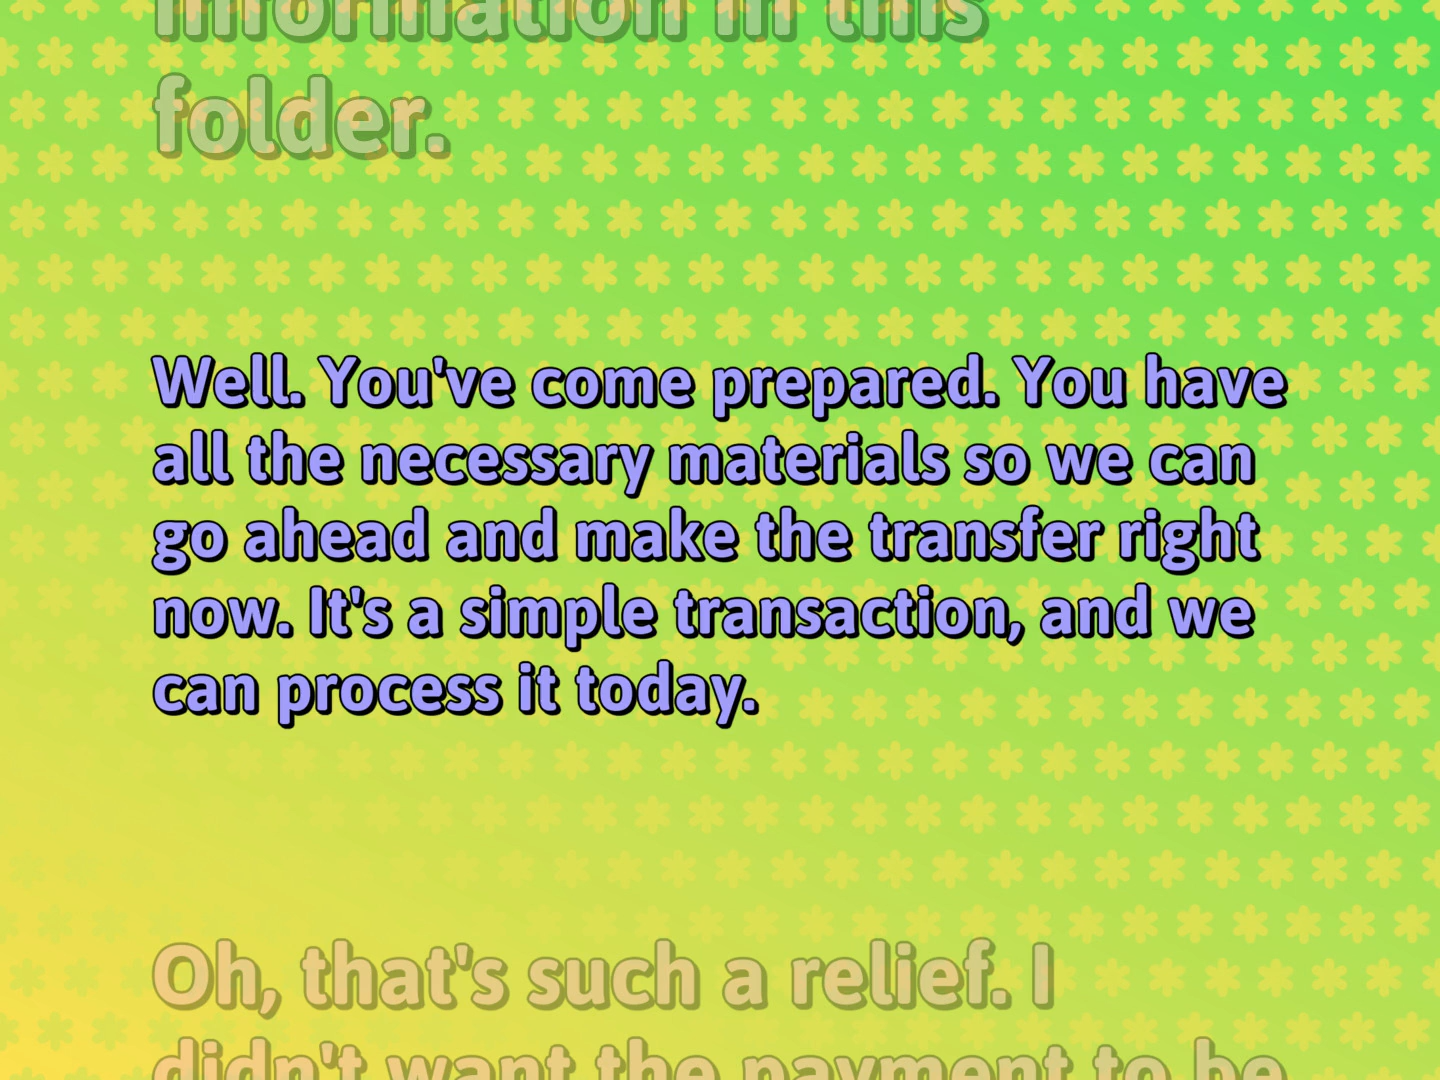 information in this
folder.
Well. You've come prepared. You have
all the necessary materials so we can
go ahead and make the transfer right
now. It's a simple transaction, and we
can process it today.
Oh, that's such a relief. I
didn't want the payment to be